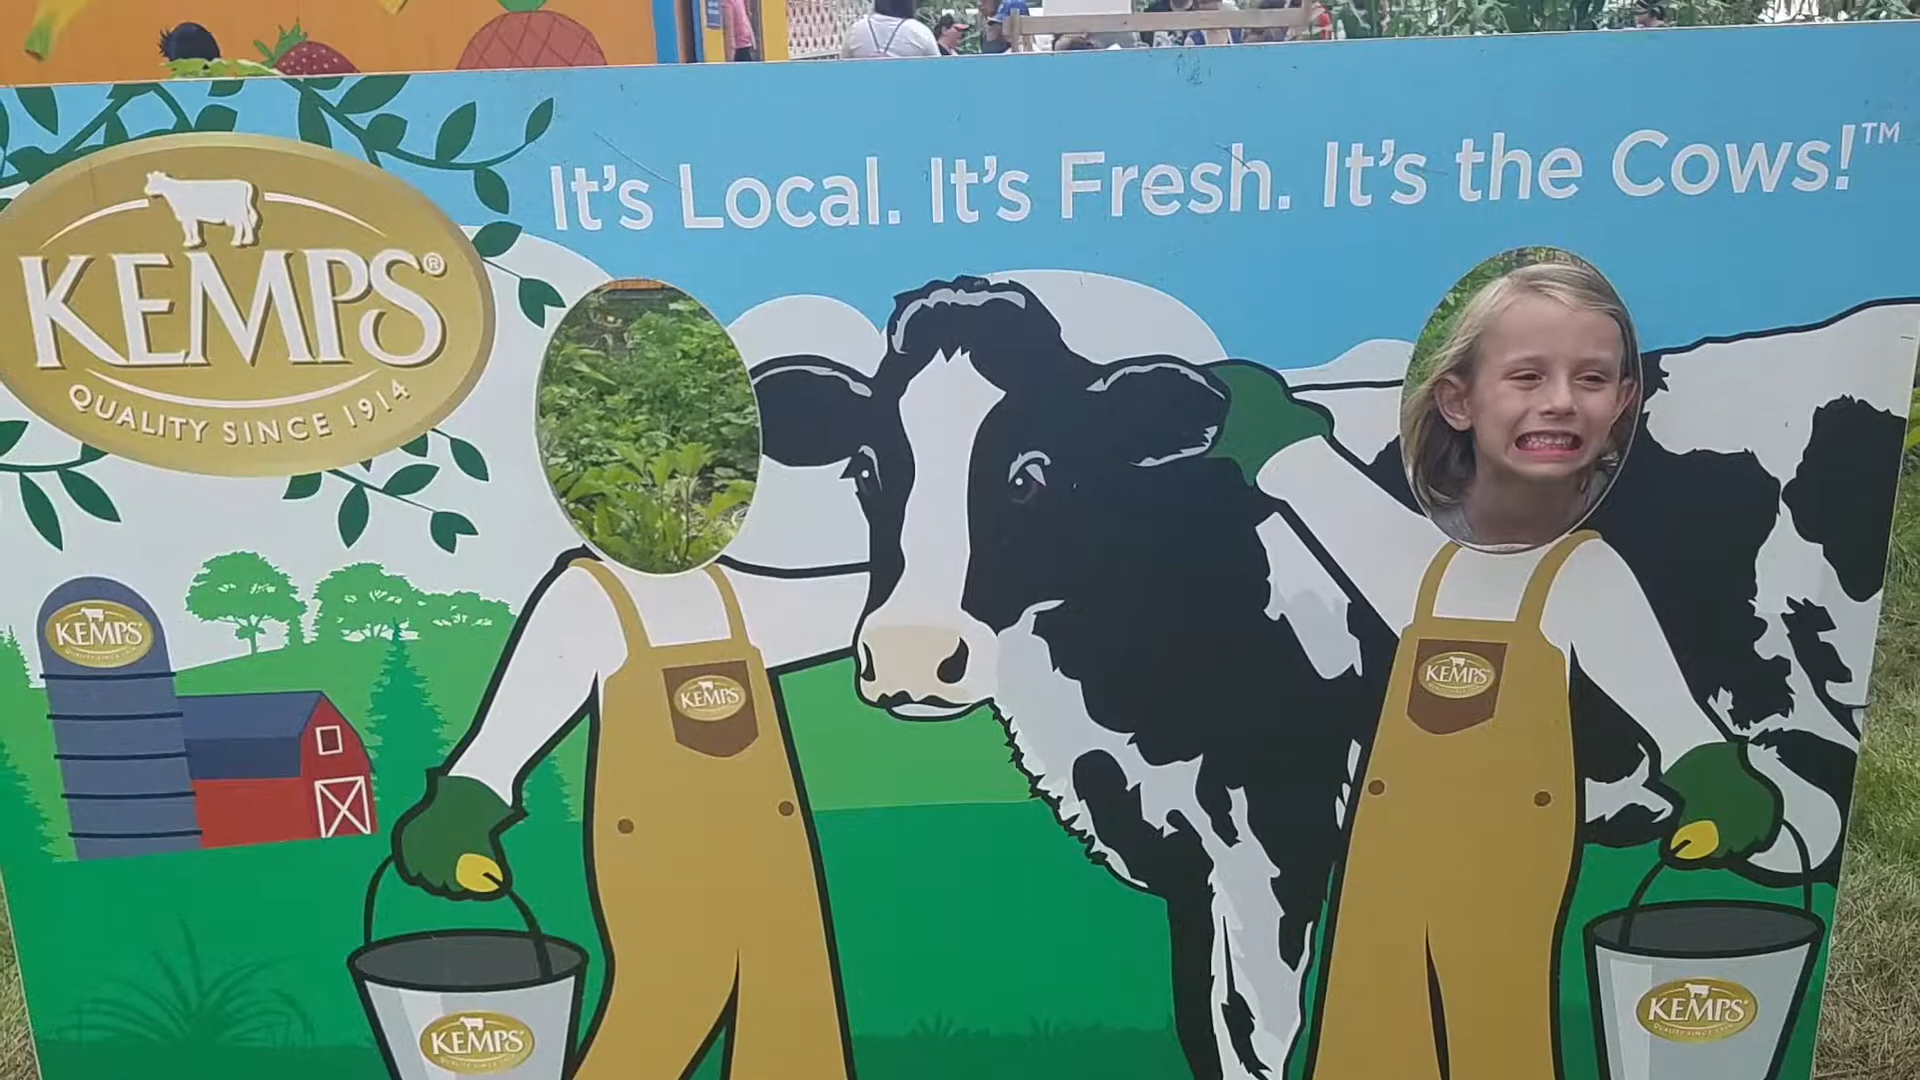 It's Local. It's Fresh. It's the Cows!™
KEMPS®
QUALITY SINCE 1914
KEMPS
KEMPS
KEMPS
KEMPS
KEMPS